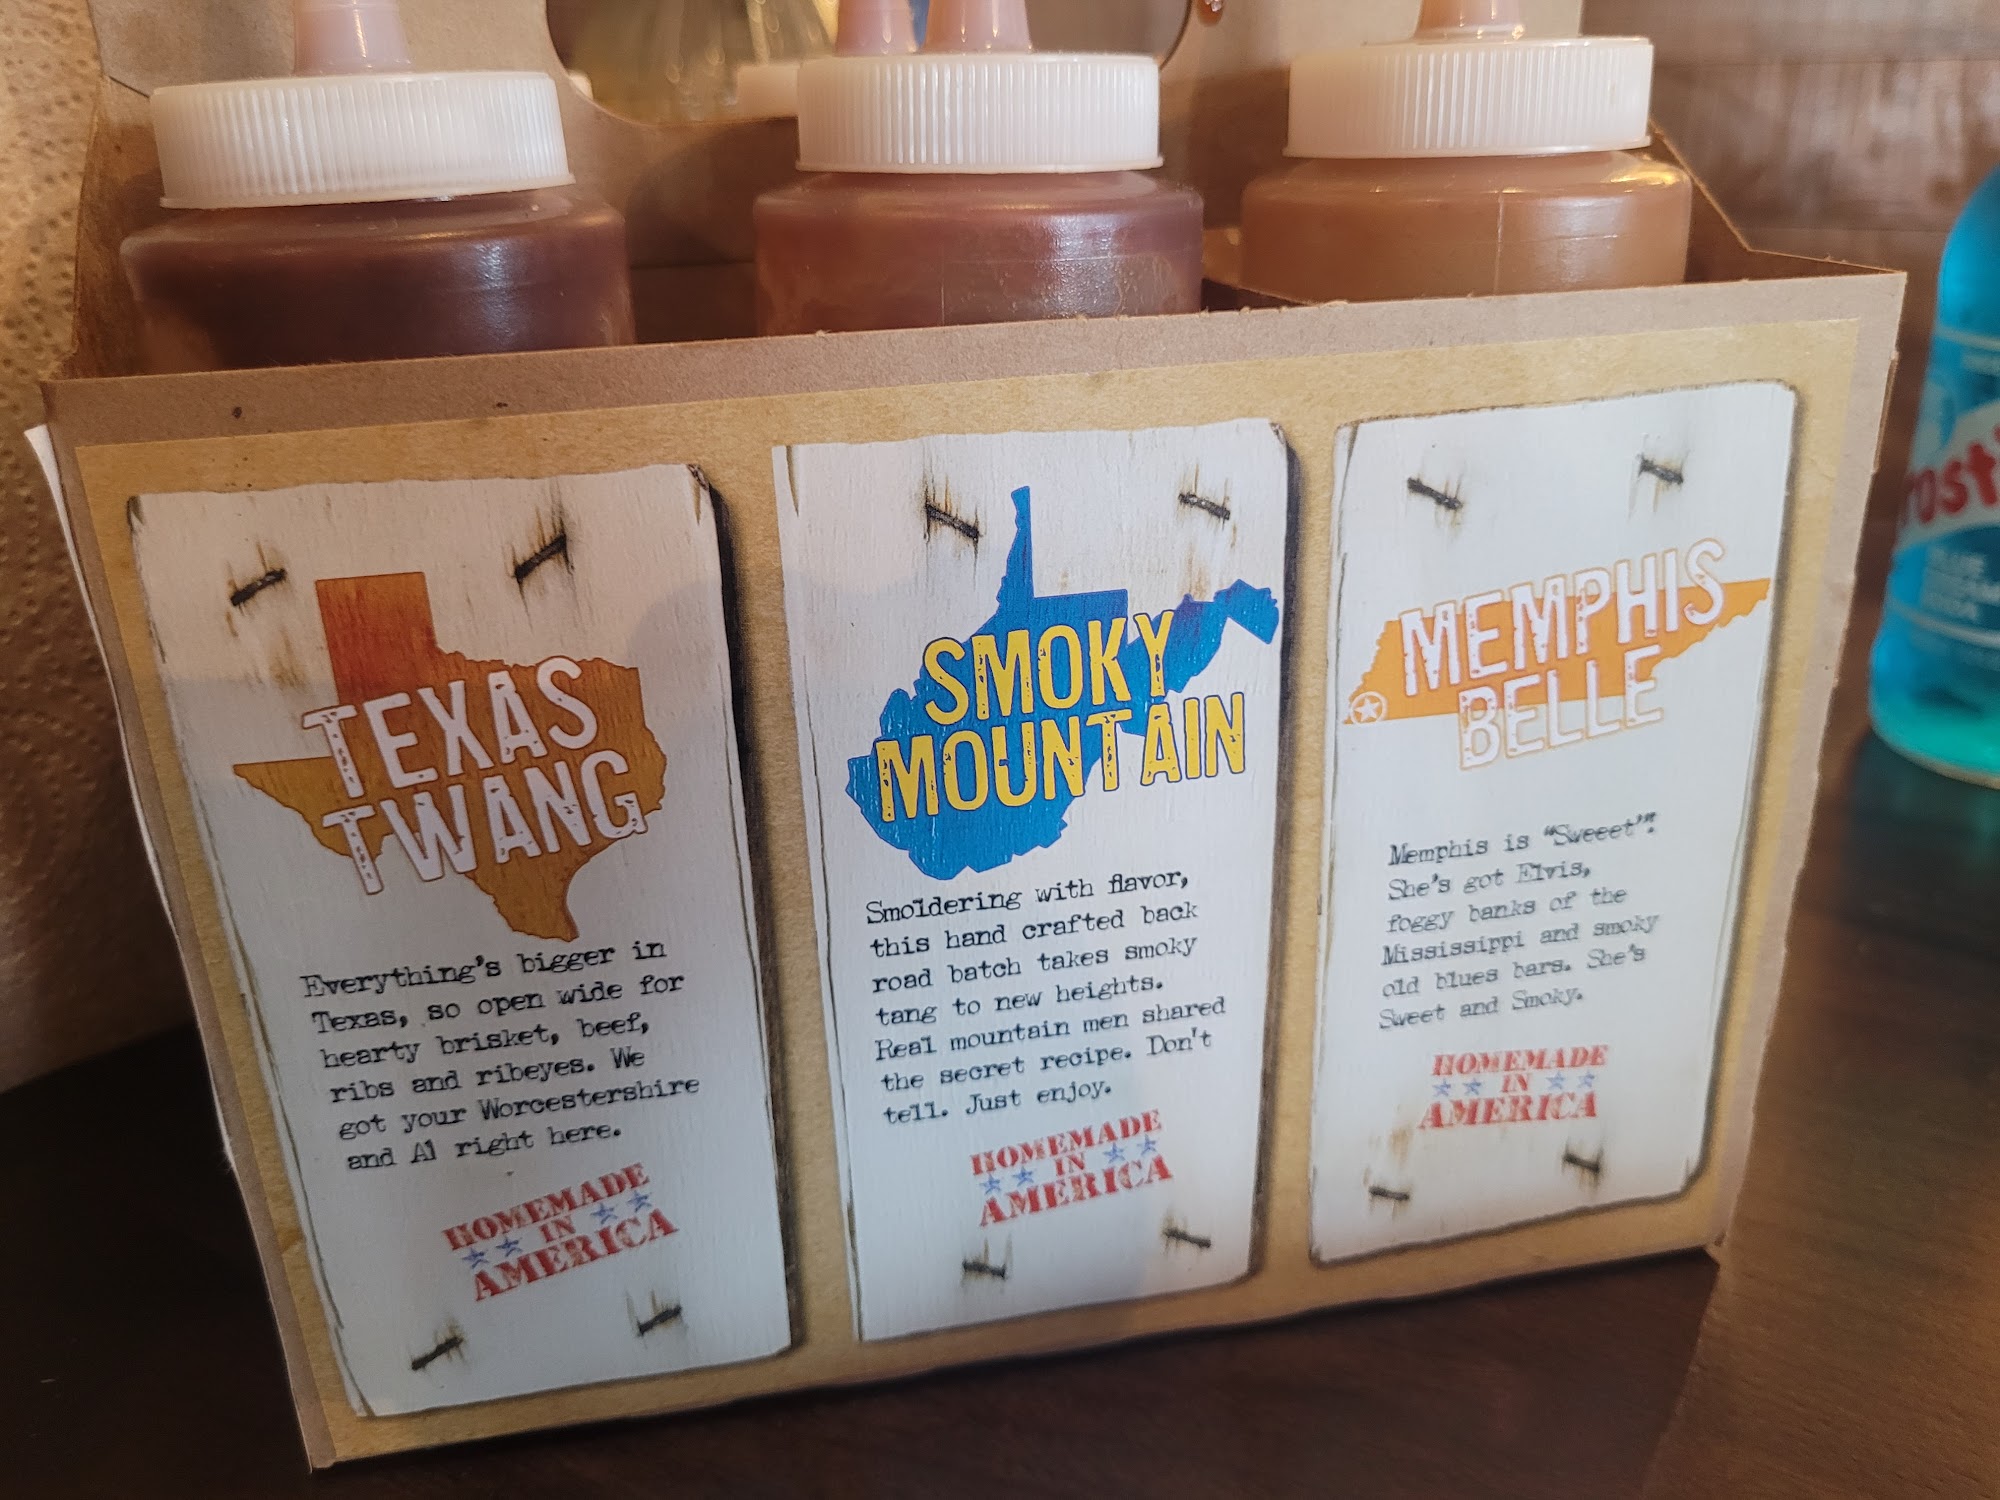 TEXAS
TWANG
Everything's bigger in
Texas, so open wide for
hearty brisket, beef,
ribs and ribeyes. We
got your Worcestershire
and A1 right here.
HOMEMADE
IN
AMERICA
SMOKY
MOUNTAIN
Smoldering with flavor,
this hand crafted back
road batch takes smoky
tang to new heights.
Real mountain men shared
the secret recipe. Don't
tell. Just enjoy.
HOMEMADE
IN
AMERICA
MEMPHIS
BELLE
Memphis is "Sweeet":
She's got Elvis,
foggy banks of the
Mississippi and smoky
old blues bars. She's
Sweet and Smoky.
HOMEMADE
IN
AMERICA
BLUE
CREAM
SODA